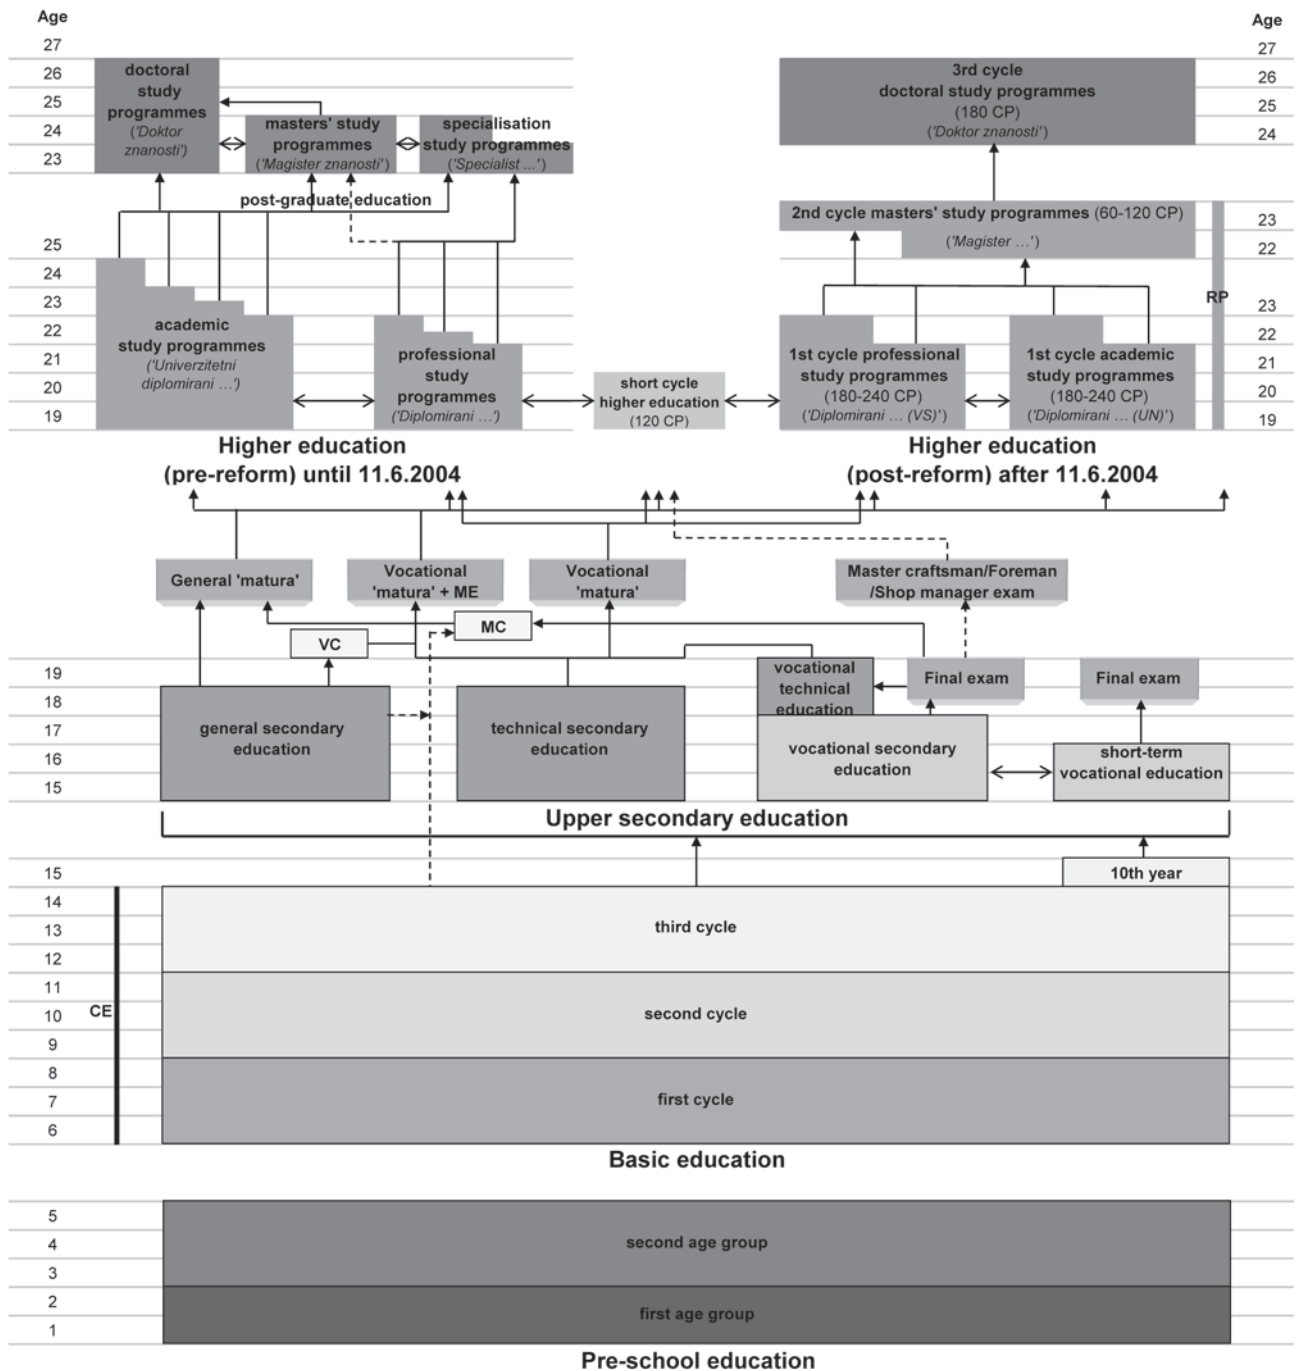 Age
27
26
25
24
23
25
24
23
22
21
20
19
doctoral
study
programmes
('Doktor
znanosti')
masters' study
programmes
('Magister znanosti')
specialisation
study programmes
('Specialist ...')
post-graduate education
academic
study programmes
('Univerzitetni
diplomirani ...')
professional
study
programmes
('Diplomirani ...')
short cycle
higher education
(120 CP)
Age
27
26
25
24
23
22
23
22
21
20
19
3rd cycle
doctoral study programmes
(180 CP)
('Doktor znanosti')
2nd cycle masters' study programmes (60-120 CP)
('Magister ...')
RP
1st cycle professional
study programmes
(180-240 CP)
('Diplomirani ... (VS)')
1st cycle academic
study programmes
(180-240 CP)
('Diplomirani ... (UN)')
Higher education
(pre-reform) until 11.6.2004
Higher education
(post-reform) after 11.6.2004
General 'matura'
Vocational
'matura' + ME
Vocational
'matura'
Master craftsman/Foreman
/Shop manager exam
VC
MC
19
18
17
16
15
general secondary
education
technical secondary
education
vocational
technical
education
Final exam
Final exam
vocational secondary
education
short-term
vocational education
Upper secondary education
15
14
13
12
11
10
9
8
7
6
CE
10th year
third cycle
second cycle
first cycle
Basic education
5
4
3
2
1
second age group
first age group
Pre-school education